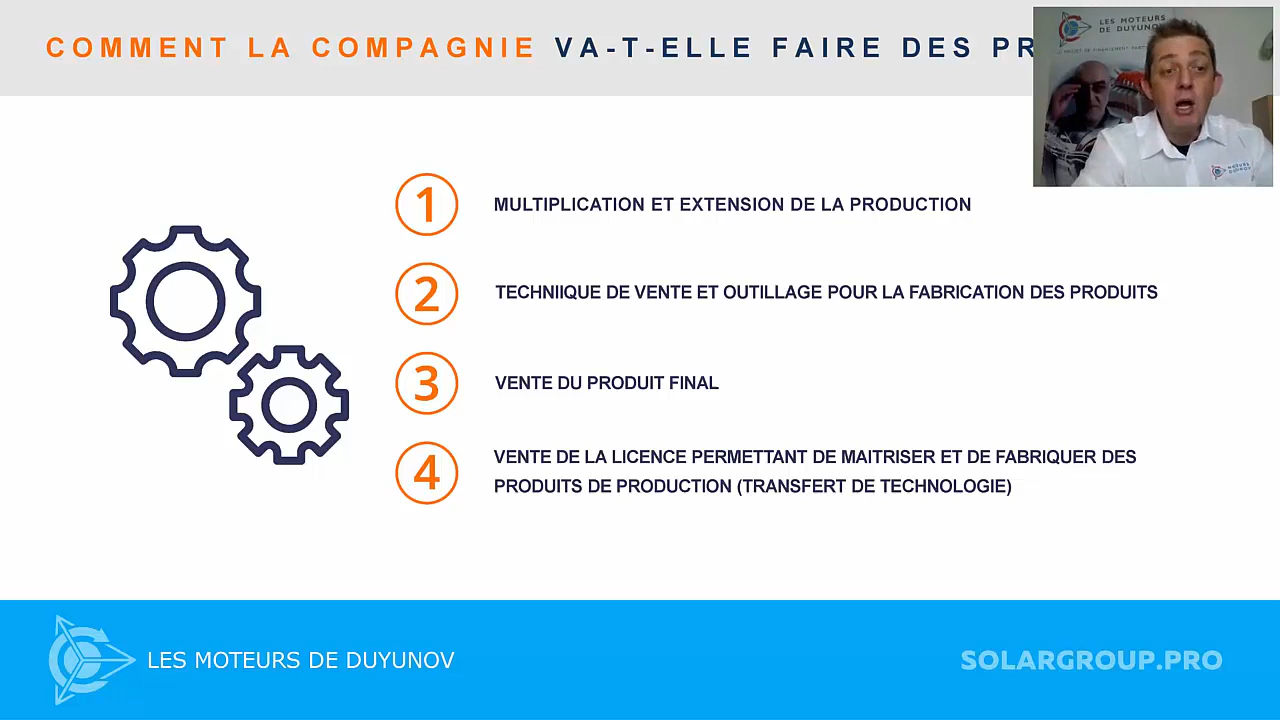 COMMENT LA COMPAGNIE VA-T-ELLE FAIRE DES PR
LES MOTEURS
DE DUYUNOV
1 MULTIPLICATION ET EXTENSION DE LA PRODUCTION
2 TECHNIIQUE DE VENTE ET OUTILLAGE POUR LA FABRICATION DES PRODUITS
3 VENTE DU PRODUIT FINAL
4 VENTE DE LA LICENCE PERMETTANT DE MAITRISER ET DE FABRIQUER DES
PRODUITS DE PRODUCTION (TRANSFERT DE TECHNOLOGIE)
LES MOTEURS DE DUYUNOV
SOLARGROUP.PRO